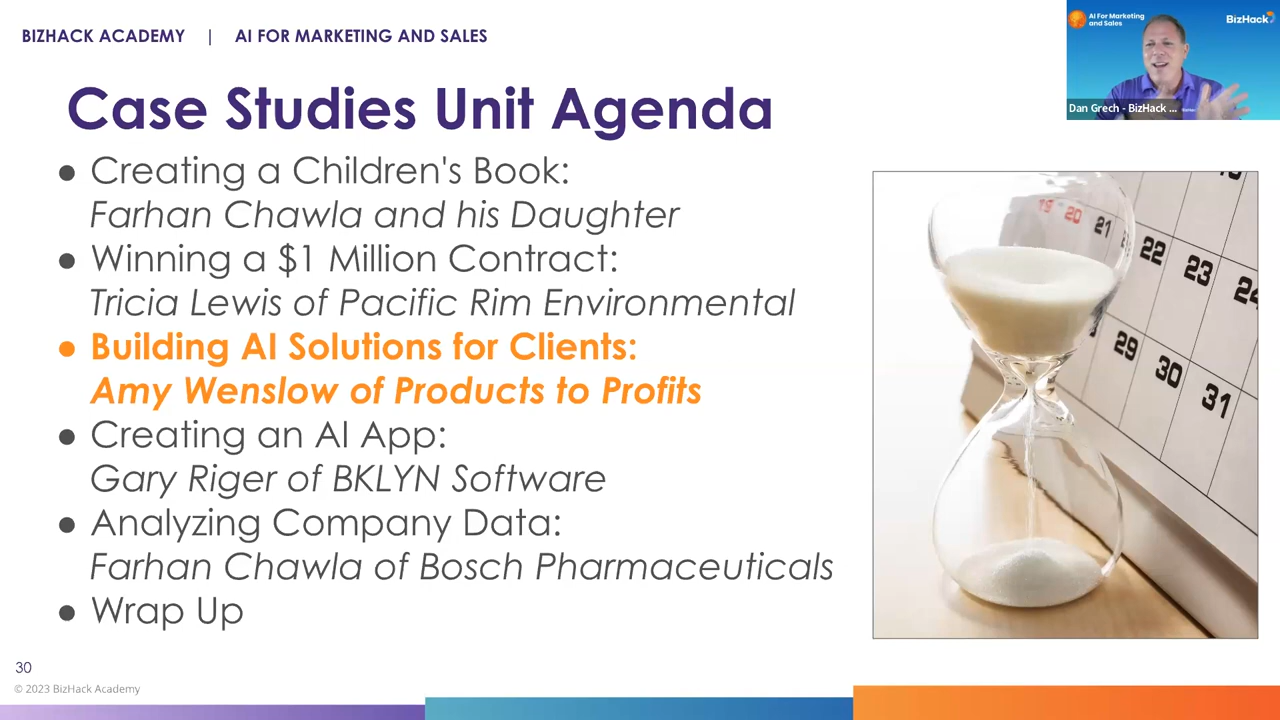 BIZHACK ACADEMY | AI FOR MARKETING AND SALES
AI For Marketing
and Sales
BizHack
Dan Grech - BizHack ...
Case Studies Unit Agenda
● Creating a Children's Book:
Farhan Chawla and his Daughter
● Winning a $1 Million Contract:
Tricia Lewis of Pacific Rim Environmental
● Building AI Solutions for Clients:
Amy Wenslow of Products to Profits
● Creating an AI App:
Gary Riger of BKLYN Software
● Analyzing Company Data:
Farhan Chawla of Bosch Pharmaceuticals
● Wrap Up
19 20 21
22 23 24
29 30 31
30
© 2023 BizHack Academy